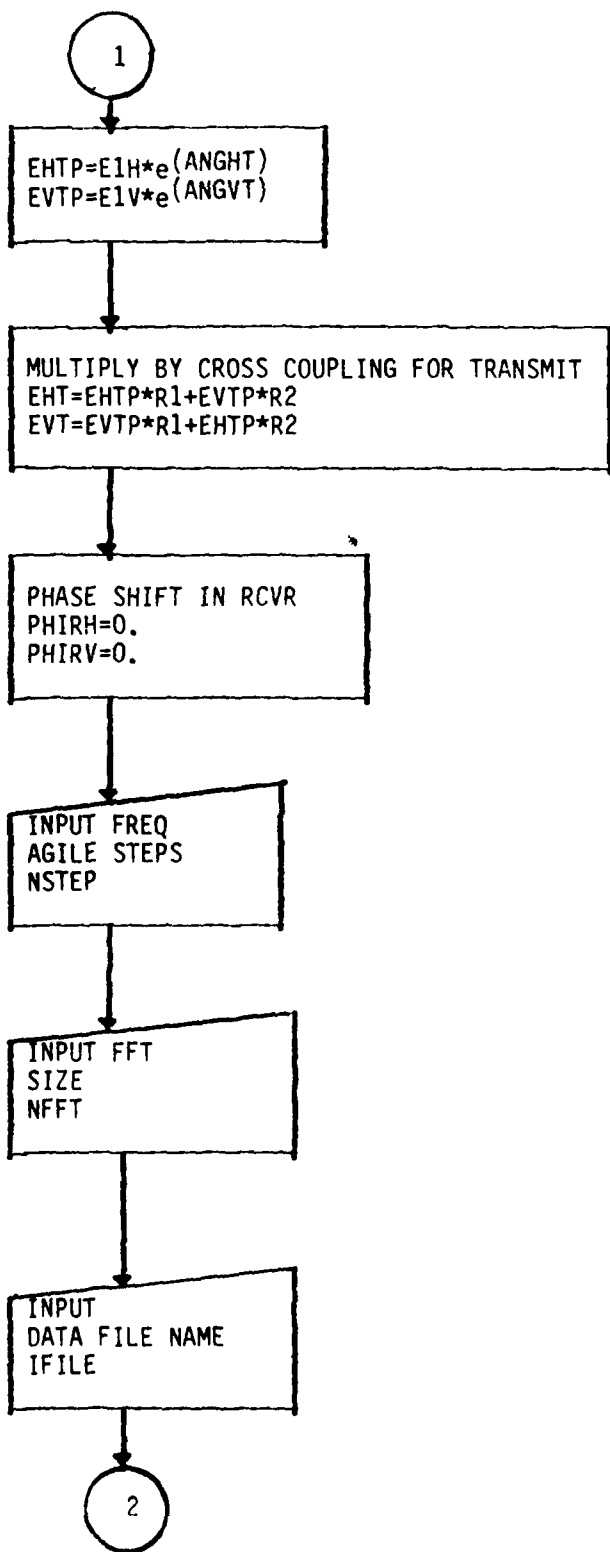 1
EHTP=E1H*e(ANGHT)
EVTP=E1V*e(ANGVT)
MULTIPLY BY CROSS COUPLING FOR TRANSMIT
EHT=EHTP*R1+EVTP*R2
EVT=EVTP*R1+EHTP*R2
PHASE SHIFT IN RCVR
PHIRH=0.
PHIRV=0.
INPUT FREQ
AGILE STEPS
NSTEP
INPUT FFT
SIZE
NFFT
INPUT
DATA FILE NAME
IFILE
2